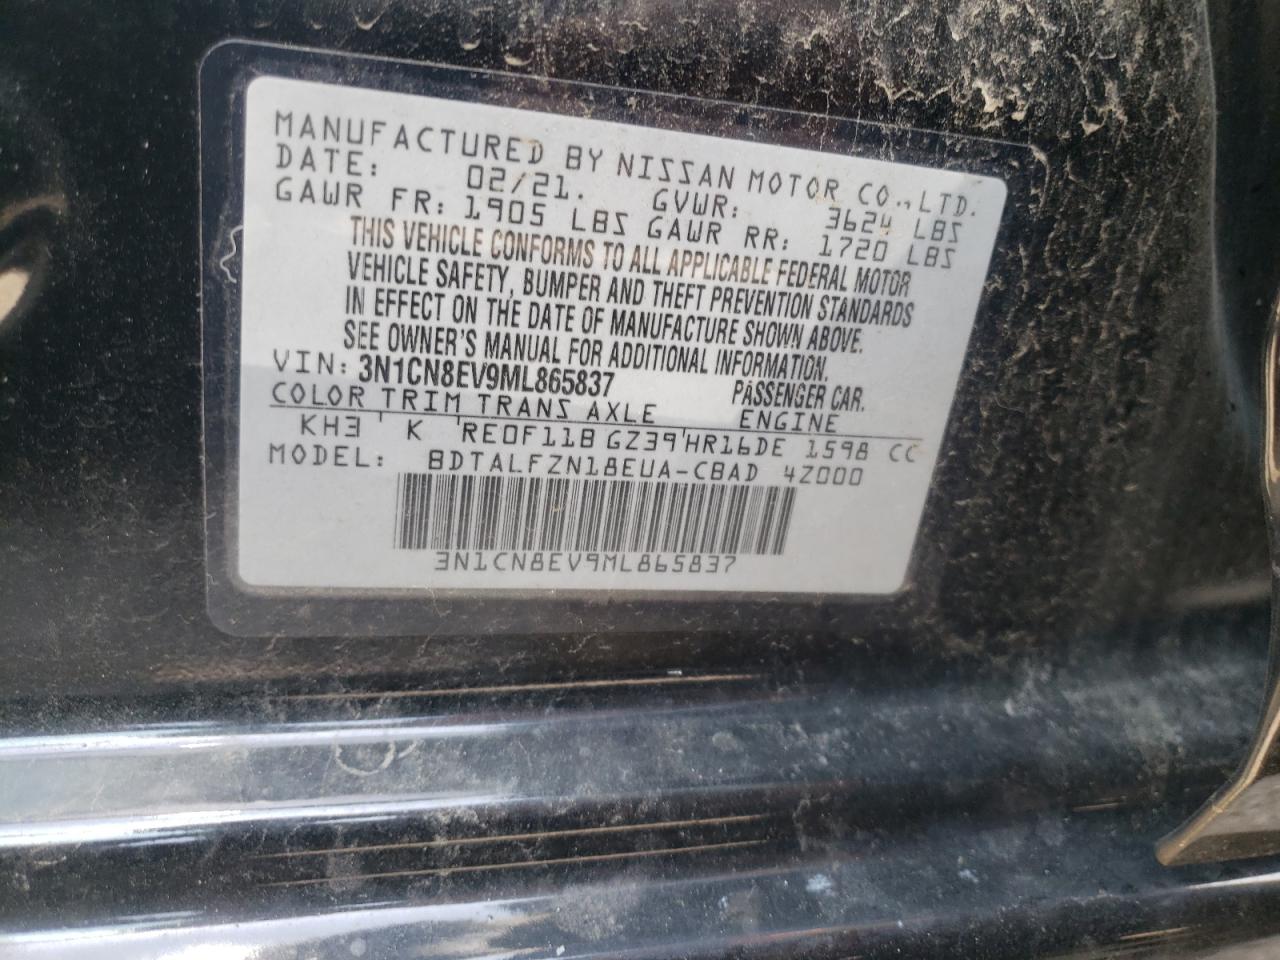 MANUFACTURED BY NISSAN MOTOR CO., LTD.
DATE: 02/21. GVWR: 3624 LBS
GAWR FR: 1905 LBS GAWR RR: 1720 LBS
THIS VEHICLE CONFORMS TO ALL APPLICABLE FEDERAL MOTOR
VEHICLE SAFETY, BUMPER AND THEFT PREVENTION STANDARDS
IN EFFECT ON THE DATE OF MANUFACTURE SHOWN ABOVE.
SEE OWNER'S MANUAL FOR ADDITIONAL INFORMATION.
VIN: 3N1CN8EV9ML865837 PASSENGER CAR.
COLOR TRIM TRANS AXLE ENGINE
KH3 K RE0F11B GZ39 HR16DE 1598 CC
MODEL: BDTALFZN18EUA-CBAD 4Z000
3N1CN8EV9ML865837